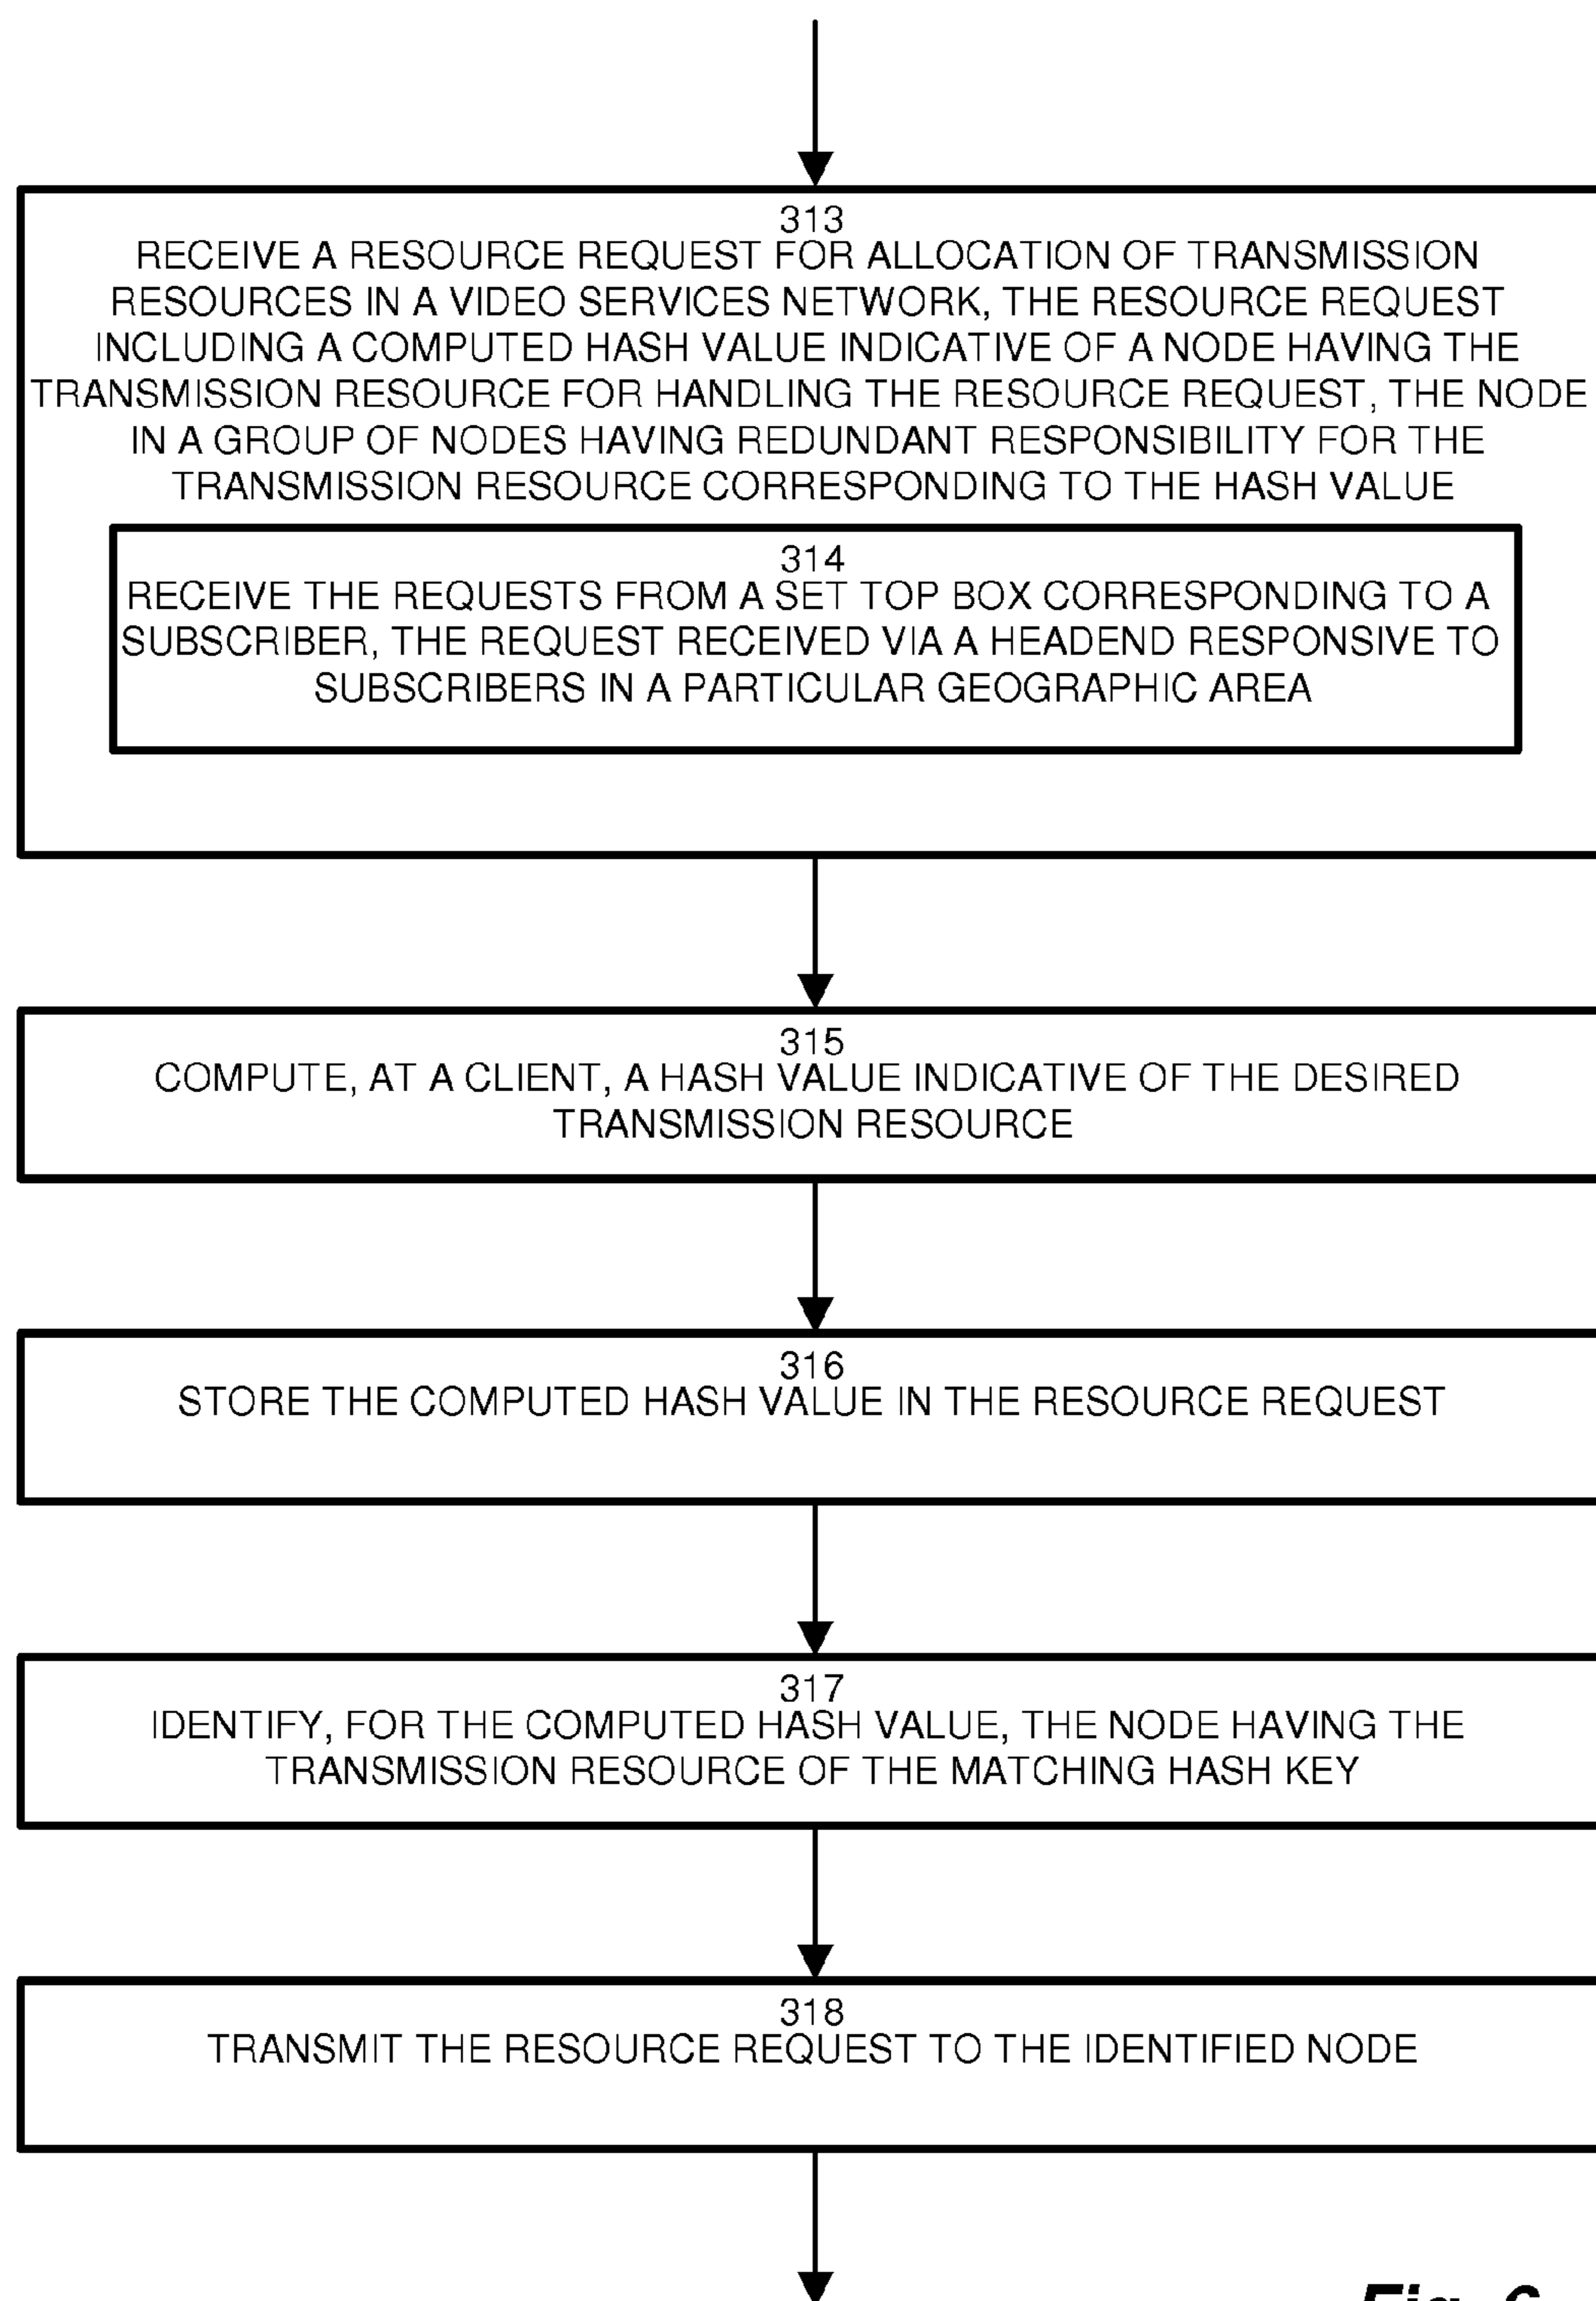 313
RECEIVE A RESOURCE REQUEST FOR ALLOCATION OF TRANSMISSION
RESOURCES IN A VIDEO SERVICES NETWORK, THE RESOURCE REQUEST
INCLUDING A COMPUTED HASH VALUE INDICATIVE OF A NODE HAVING THE
TRANSMISSION RESOURCE FOR HANDLING THE RESOURCE REQUEST, THE NODE
IN A GROUP OF NODES HAVING REDUNDANT RESPONSIBILITY FOR THE
TRANSMISSION RESOURCE CORRESPONDING TO THE HASH VALUE
314
RECEIVE THE REQUESTS FROM A SET TOP BOX CORRESPONDING TO A
SUBSCRIBER, THE REQUEST RECEIVED VIA A HEADEND RESPONSIVE TO
SUBSCRIBERS IN A PARTICULAR GEOGRAPHIC AREA
315
COMPUTE, AT A CLIENT, A HASH VALUE INDICATIVE OF THE DESIRED
TRANSMISSION RESOURCE
316
STORE THE COMPUTED HASH VALUE IN THE RESOURCE REQUEST
317
IDENTIFY, FOR THE COMPUTED HASH VALUE, THE NODE HAVING THE
TRANSMISSION RESOURCE OF THE MATCHING HASH KEY
318
TRANSMIT THE RESOURCE REQUEST TO THE IDENTIFIED NODE